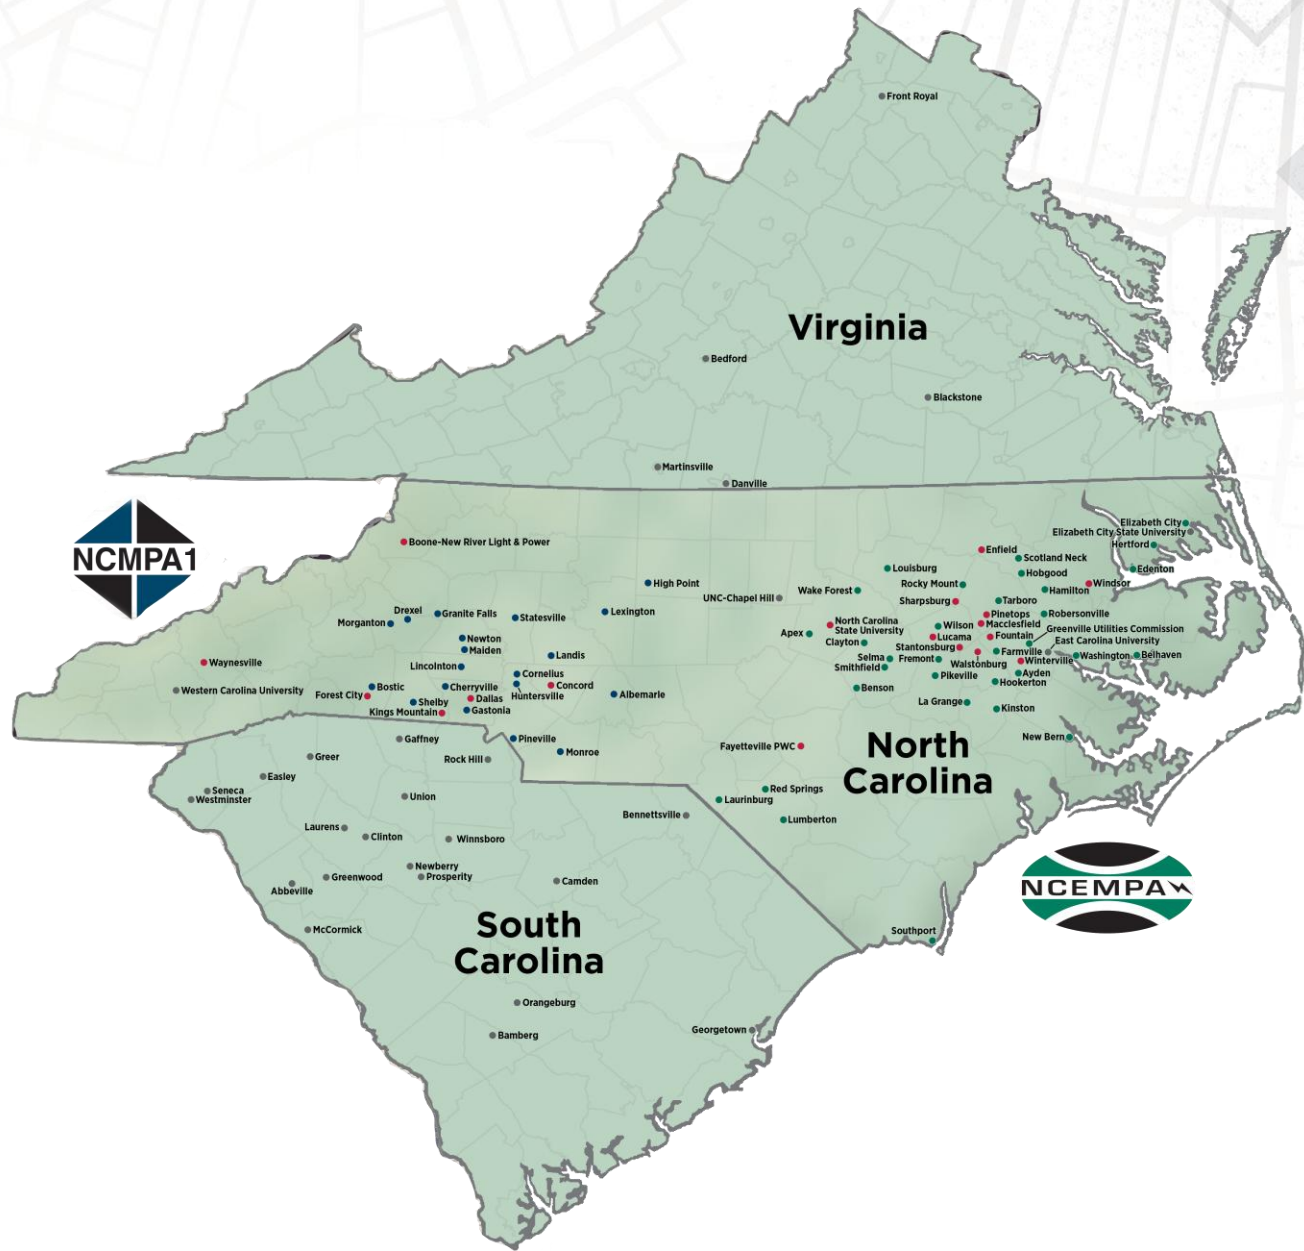 Front Royal
Virginia
Bedford
Blackstone
Martinsville
Danville
NCMPA1
Boone-New River Light & Power
Elizabeth City
Elizabeth City State University
Hertford
Enfield
Scotland Neck
Edenton
Louisburg
Hobgood
High Point
Rocky Mount
Windsor
Wake Forest
Hamilton
UNC-Chapel Hill
Sharpsburg
Tarboro
Drexel
Granite Falls
Lexington
Pinetops
Robersonville
Morganton
Statesville
North Carolina
State University
Wilson
Macclesfield
Greenville Utilities Commission
Apex
Lucama
Fountain
East Carolina University
Newton
Clayton
Stantonsburg
Maiden
Farmville
Landis
Selma
Fremont
Washington
Belhaven
Waynesville
Lincolnton
Smithfield
Walstonburg
Winterville
Cornelius
Pikeville
Ayden
Western Carolina University
Bostic
Cherryville
Concord
Hookerton
Forest City
Huntersville
Albemarle
Benson
Dallas
Shelby
La Grange
Kings Mountain
Gastonia
Kinston
Gaffney
Pineville
New Bern
Fayetteville PWC
North
Carolina
Monroe
Greer
Rock Hill
Easley
Seneca
Westminster
Red Springs
Union
Laurinburg
Bennettsville
Lumberton
Laurens
Clinton
Winnsboro
Newberry
Prosperity
Greenwood
Abbeville
Camden
NCEMPA
McCormick
South
Carolina
Southport
Orangeburg
Georgetown
Bamberg